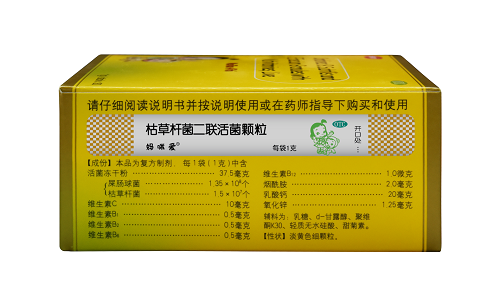 请仔细阅读说明书并按说明使用或在药师指导下购买和使用
枯草杆菌二联活菌颗粒
妈咪爱
每袋1克
OTC
开口处
【成份】本品为复方制剂，每1袋(1克)中含
活菌冻干粉 37.5毫克
屎肠球菌 1.35×10⁸个
枯草杆菌 1.5×10⁷个
维生素C 10毫克
维生素B₁ 0.5毫克
维生素B₂ 0.5毫克
维生素B₆ 0.5毫克
维生素B₁₂ 1.0微克
烟酰胺 2.0毫克
乳酸钙 20毫克
氧化锌 1.25毫克
辅料为：乳糖、d-甘露醇、聚维
酮K30、轻质无水硅酸、甜菊素。
【性状】淡黄色细颗粒。